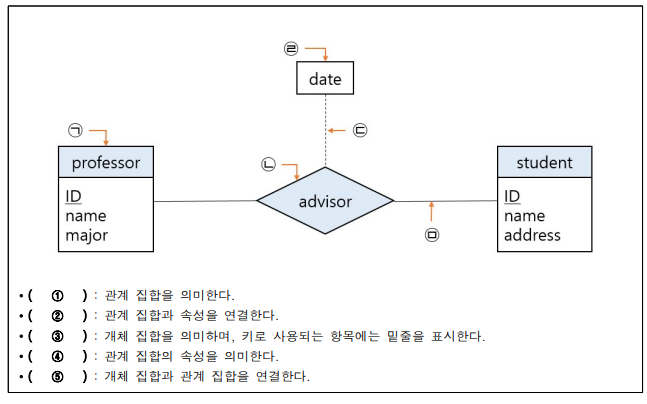 ㉣
date
㉠
㉢
professor
㉡
student
ID
name
major
advisor
ID
name
address
㉤
•( ① ) : 관계 집합을 의미한다.
•( ② ) : 관계 집합과 속성을 연결한다.
•( ③ ) : 개체 집합을 의미하며, 키로 사용되는 항목에는 밑줄을 표시한다.
•( ④ ) : 관계 집합의 속성을 의미한다.
•( ⑤ ) : 개체 집합과 관계 집합을 연결한다.